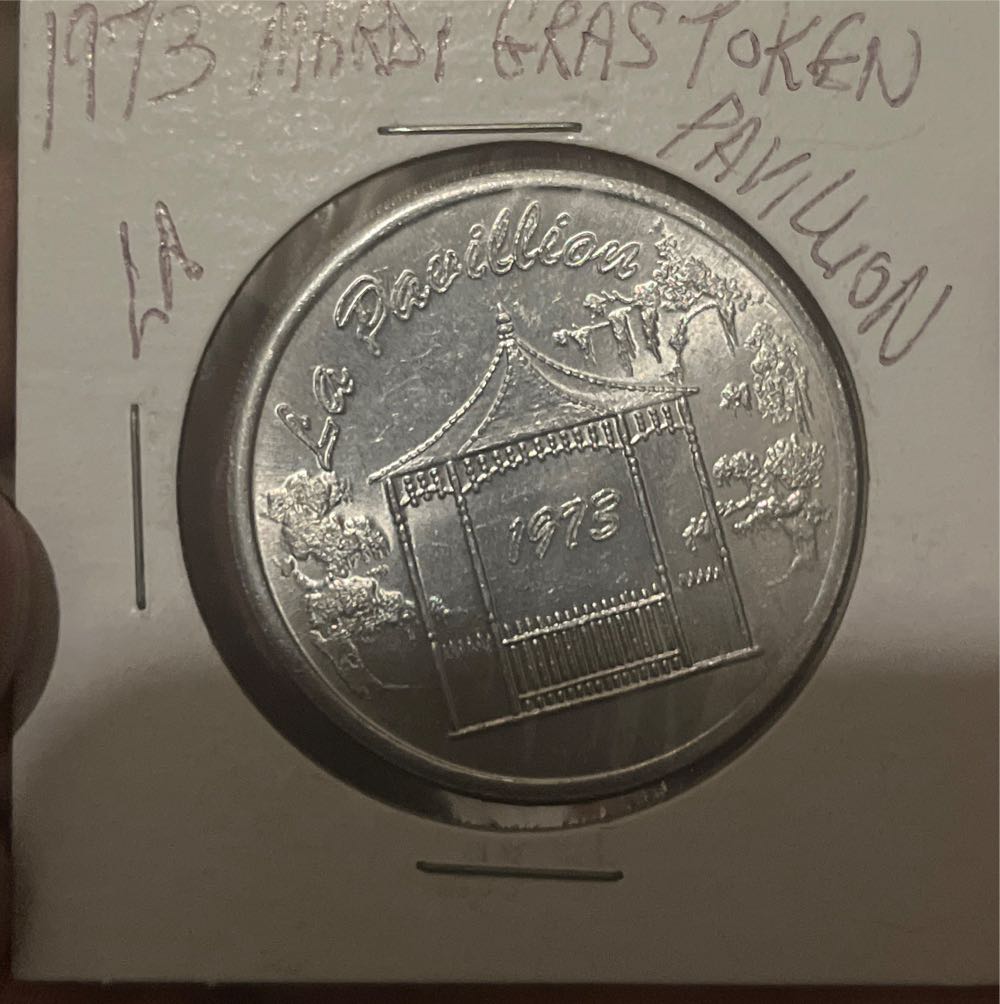 1973 MARDI GRAS TOKEN
PAVILLION
LA
La Pavillion
1973